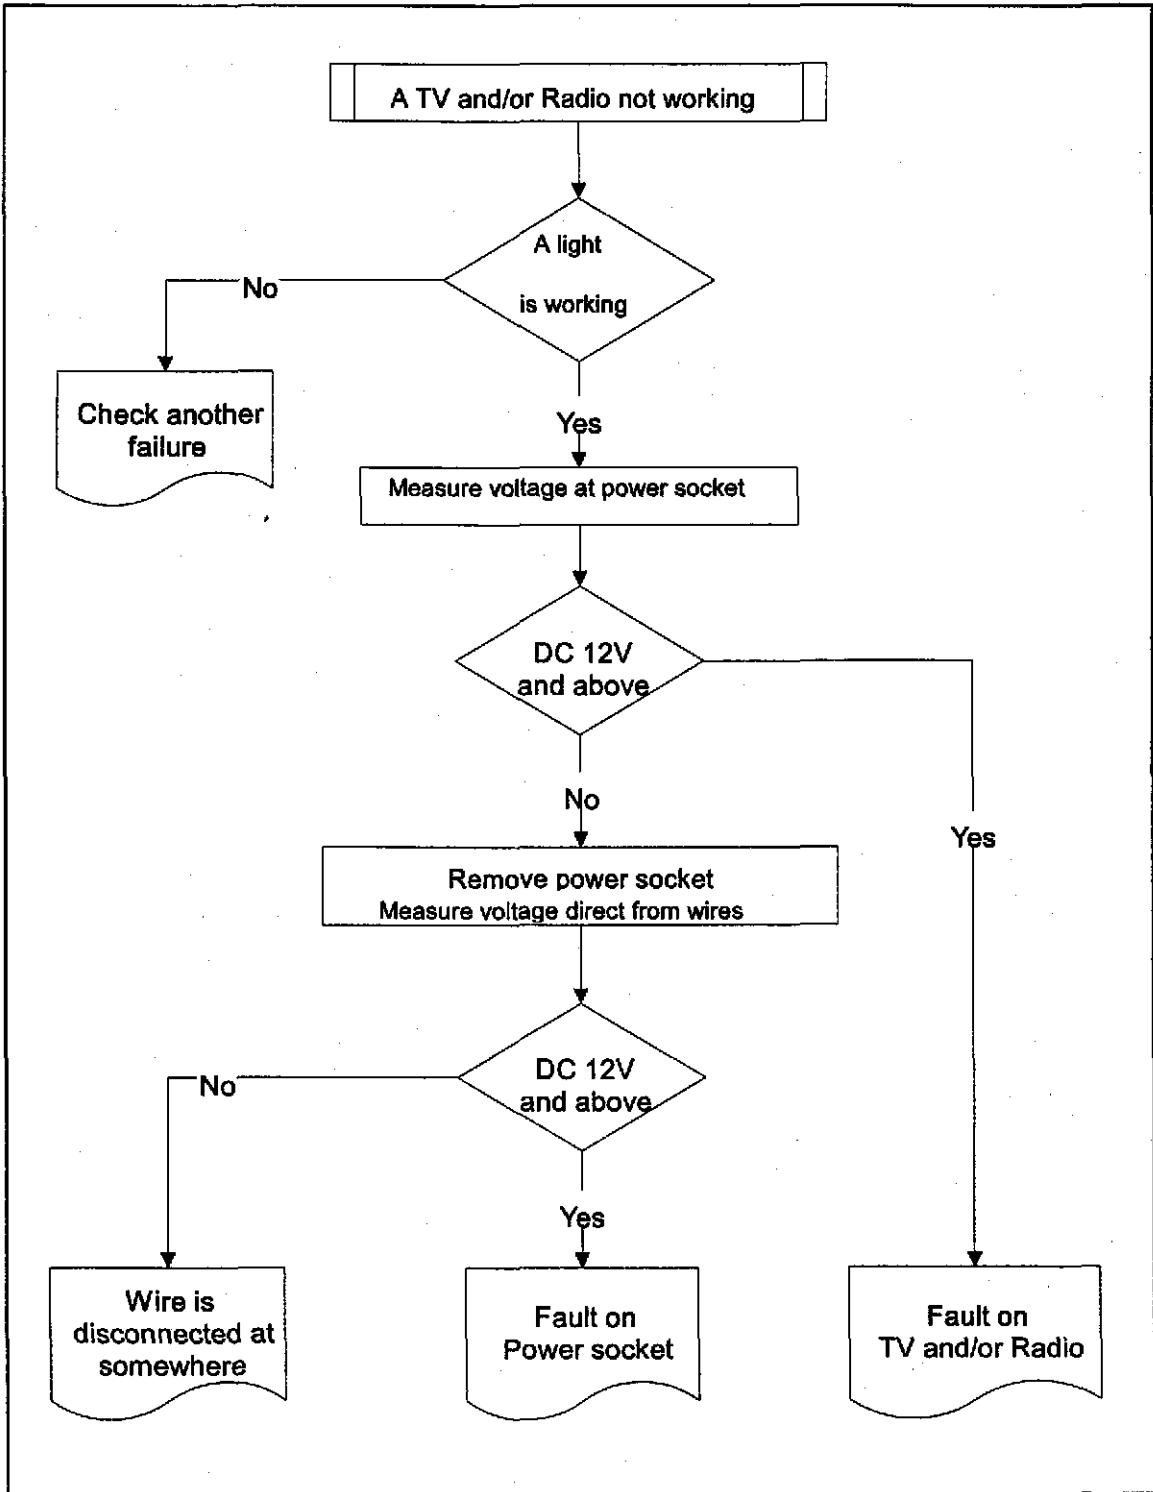 A TV and/or Radio not working
A light
is working
No
Yes
Check another
failure
Measure voltage at power socket
DC 12V
and above
No
Yes
Remove power socket
Measure voltage direct from wires
DC 12V
and above
No
Yes
Wire is
disconnected at
somewhere
Fault on
Power socket
Fault on
TV and/or Radio